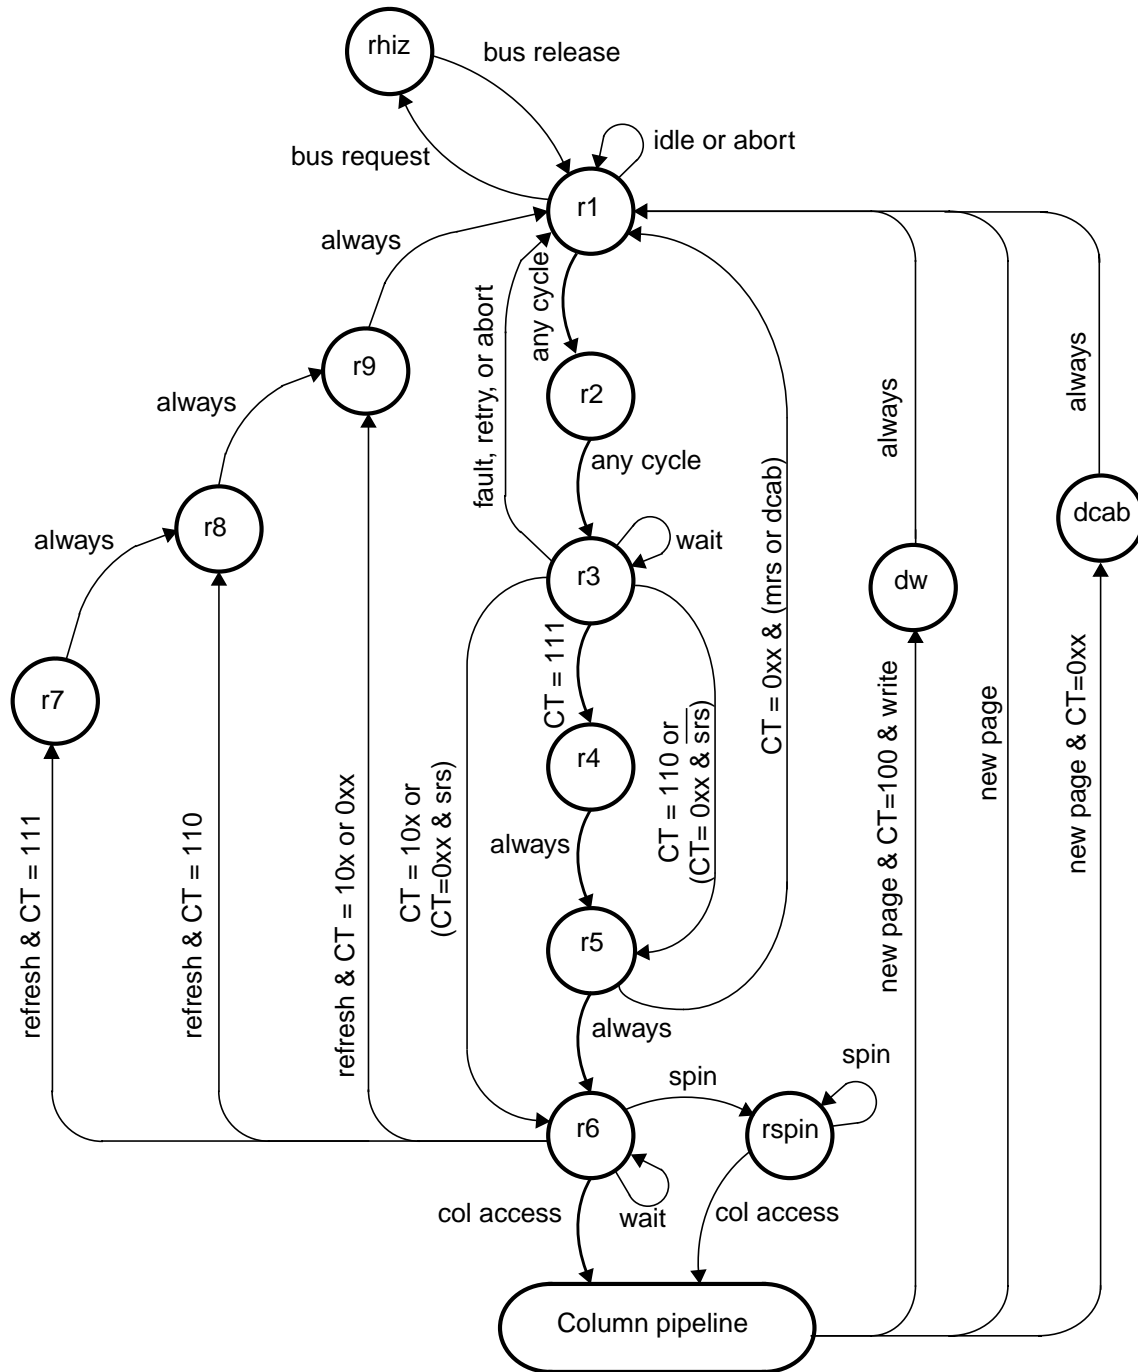 rhiz
bus release
bus request
idle or abort
r1
always
any cycle
fault, retry, or abort
r9
r2
always
any cycle
always
always
CT = 0xx & (mrs or dcab)
r8
dcab
always
wait
r3
dw
CT = 111
r7
r4
CT = 110 or
(CT= 0xx & srs)
new page & CT=100 & write
new page
new page & CT=0xx
refresh & CT = 111
refresh & CT = 110
refresh & CT = 10x or 0xx
CT = 10x or
(CT=0xx & srs)
always
r5
always
spin
spin
r6
rspin
col access
wait
col access
Column pipeline